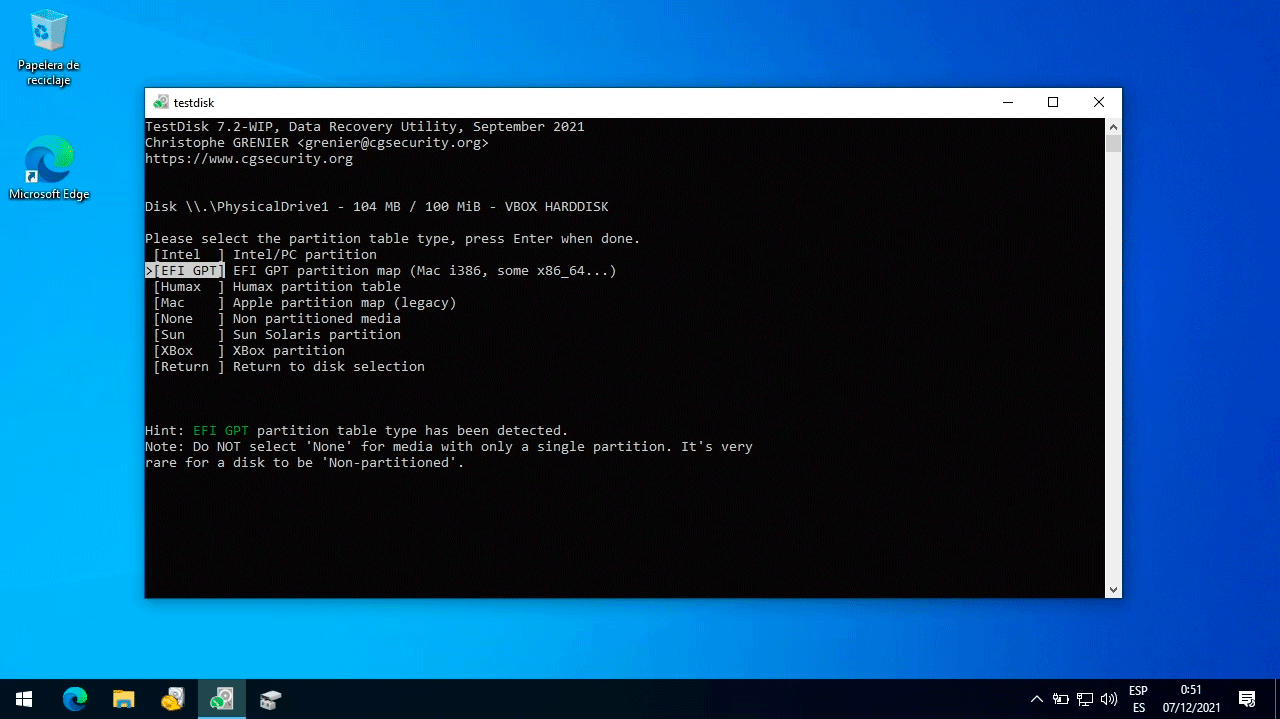 Papelera de
reciclaje
Microsoft Edge
testdisk
TestDisk 7.2-WIP, Data Recovery Utility, September 2021
Christophe GRENIER <grenier@cgsecurity.org>
https://www.cgsecurity.org
Disk \\.\PhysicalDrive1 - 104 MB / 100 MiB - VBOX HARDDISK
Please select the partition table type, press Enter when done.
[Intel  ] Intel/PC partition
>[EFI GPT] EFI GPT partition map (Mac i386, some x86_64...)
[Humax  ] Humax partition table
[Mac    ] Apple partition map (legacy)
[None   ] Non partitioned media
[Sun    ] Sun Solaris partition
[XBox   ] XBox partition
[Return ] Return to disk selection
Hint: EFI GPT partition table type has been detected.
Note: Do NOT select 'None' for media with only a single partition. It's very
rare for a disk to be 'Non-partitioned'.
ESP
ES
0:51
07/12/2021